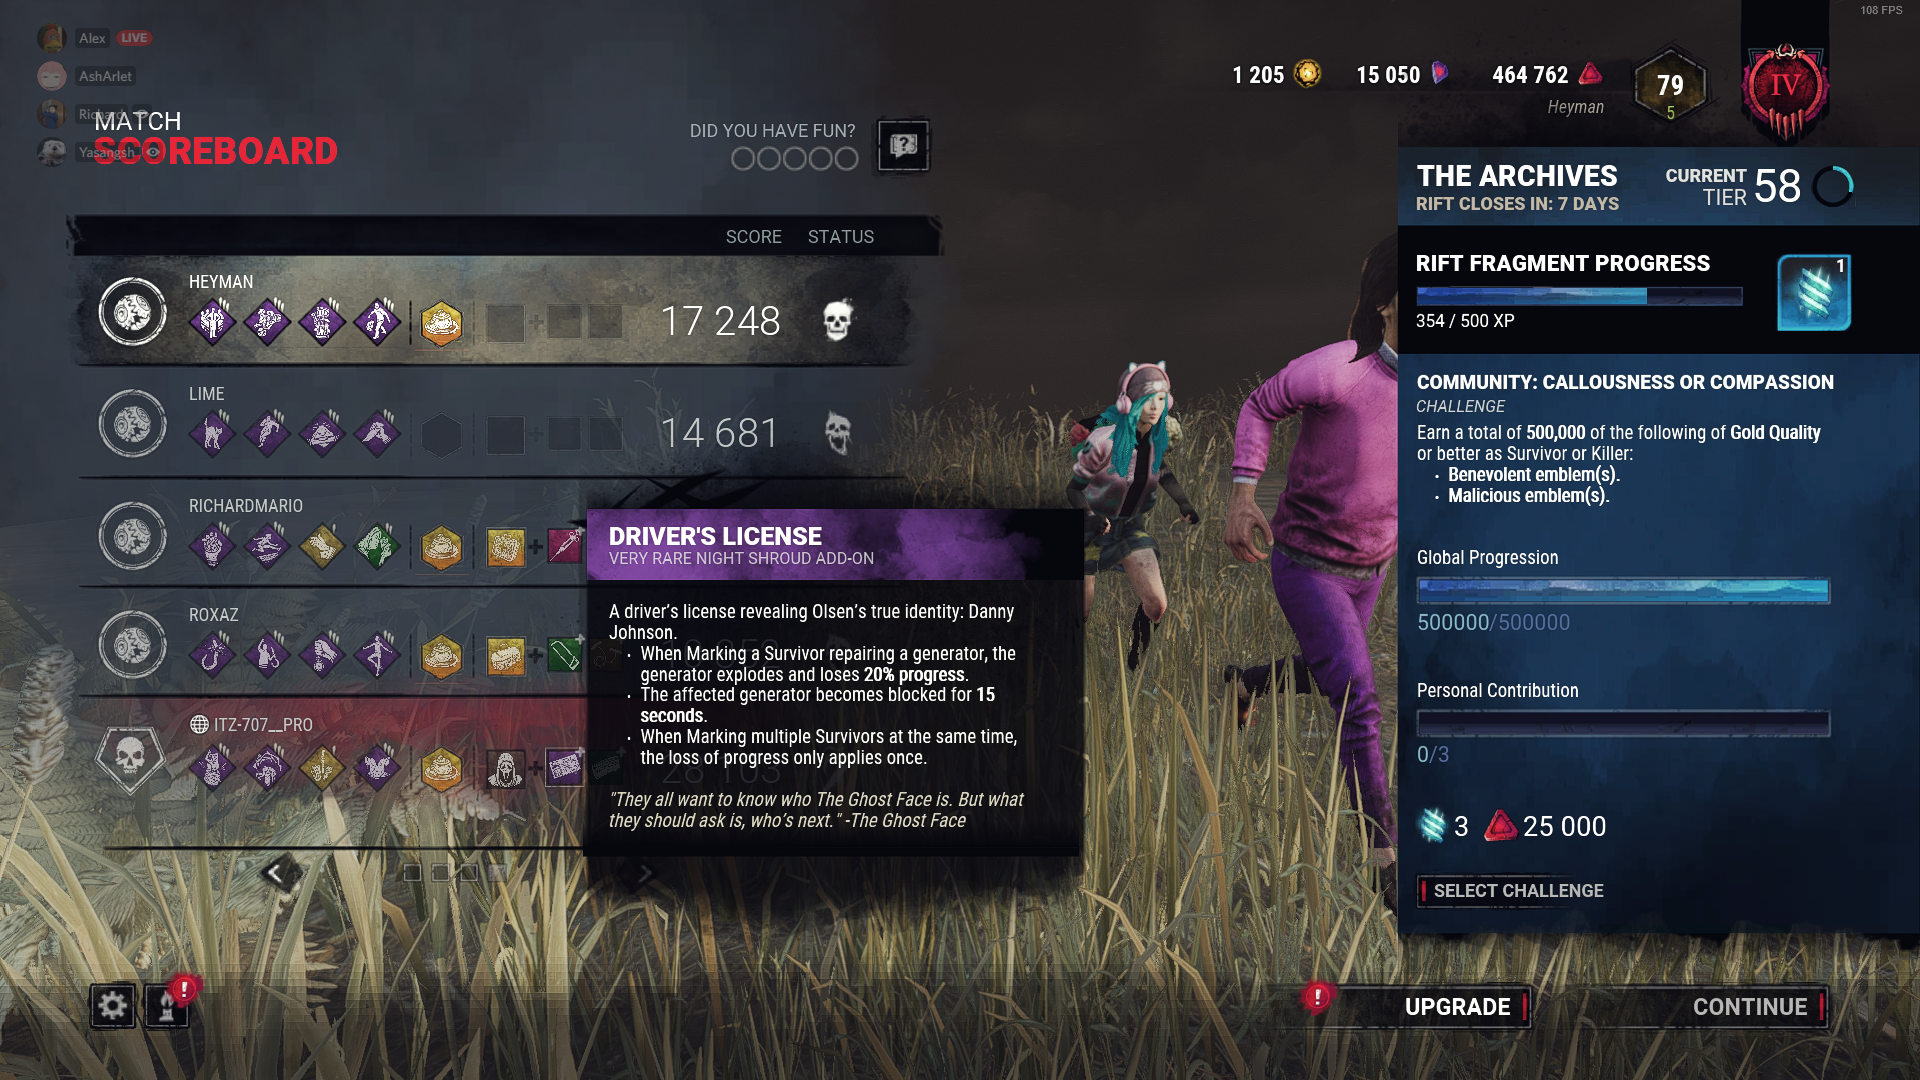 108 FPS
Alex LIVE
AshArlet
Yasangsh
MATCH
SCOREBOARD
DID YOU HAVE FUN?
1 205
15 050
464 762
Heyman
79
5
IV
THE ARCHIVES
RIFT CLOSES IN: 7 DAYS
CURRENT
TIER 58
RIFT FRAGMENT PROGRESS
1
354 / 500 XP
COMMUNITY: CALLOUSNESS OR COMPASSION
CHALLENGE
Earn a total of 500,000 of the following of Gold Quality
or better as Survivor or Killer:
· Benevolent emblem(s).
· Malicious emblem(s).
Global Progression
500000/500000
Personal Contribution
0/3
3 25 000
SELECT CHALLENGE
SCORE STATUS
HEYMAN
17 248
LIME
14 681
RICHARDMARIO
ROXAZ
ITZ-707__PRO
DRIVER'S LICENSE
VERY RARE NIGHT SHROUD ADD-ON
A driver's license revealing Olsen's true identity: Danny
Johnson.
· When Marking a Survivor repairing a generator, the
generator explodes and loses 20% progress.
· The affected generator becomes blocked for 15
seconds.
· When Marking multiple Survivors at the same time,
the loss of progress only applies once.
"They all want to know who The Ghost Face is. But what
they should ask is, who's next." -The Ghost Face
UPGRADE
CONTINUE